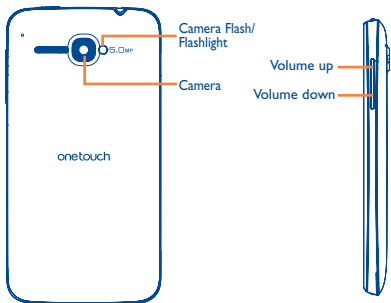 Camera Flash/
Flashlight
5.0MP
Camera
onetouch
Volume up
Volume down